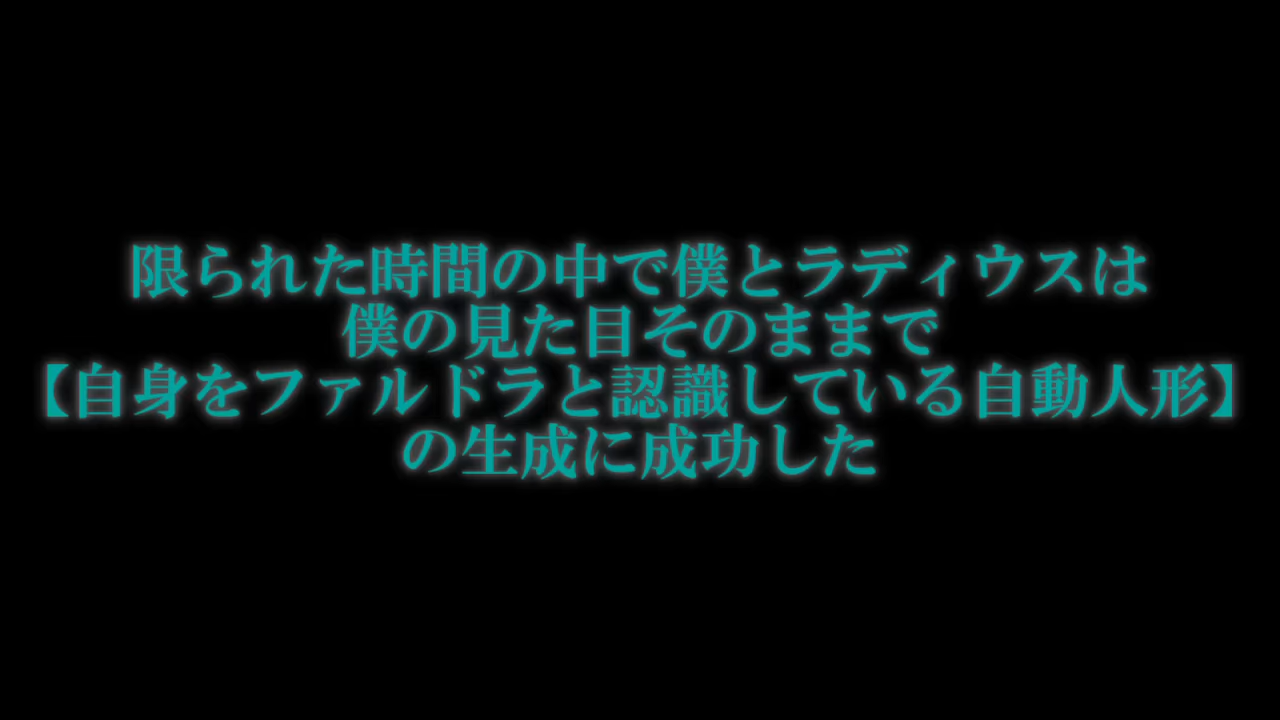 限られた時間の中で僕とラディウスは
僕の見た目そのままで
【自身をファルドラと認識している自動人形】
の生成に成功した